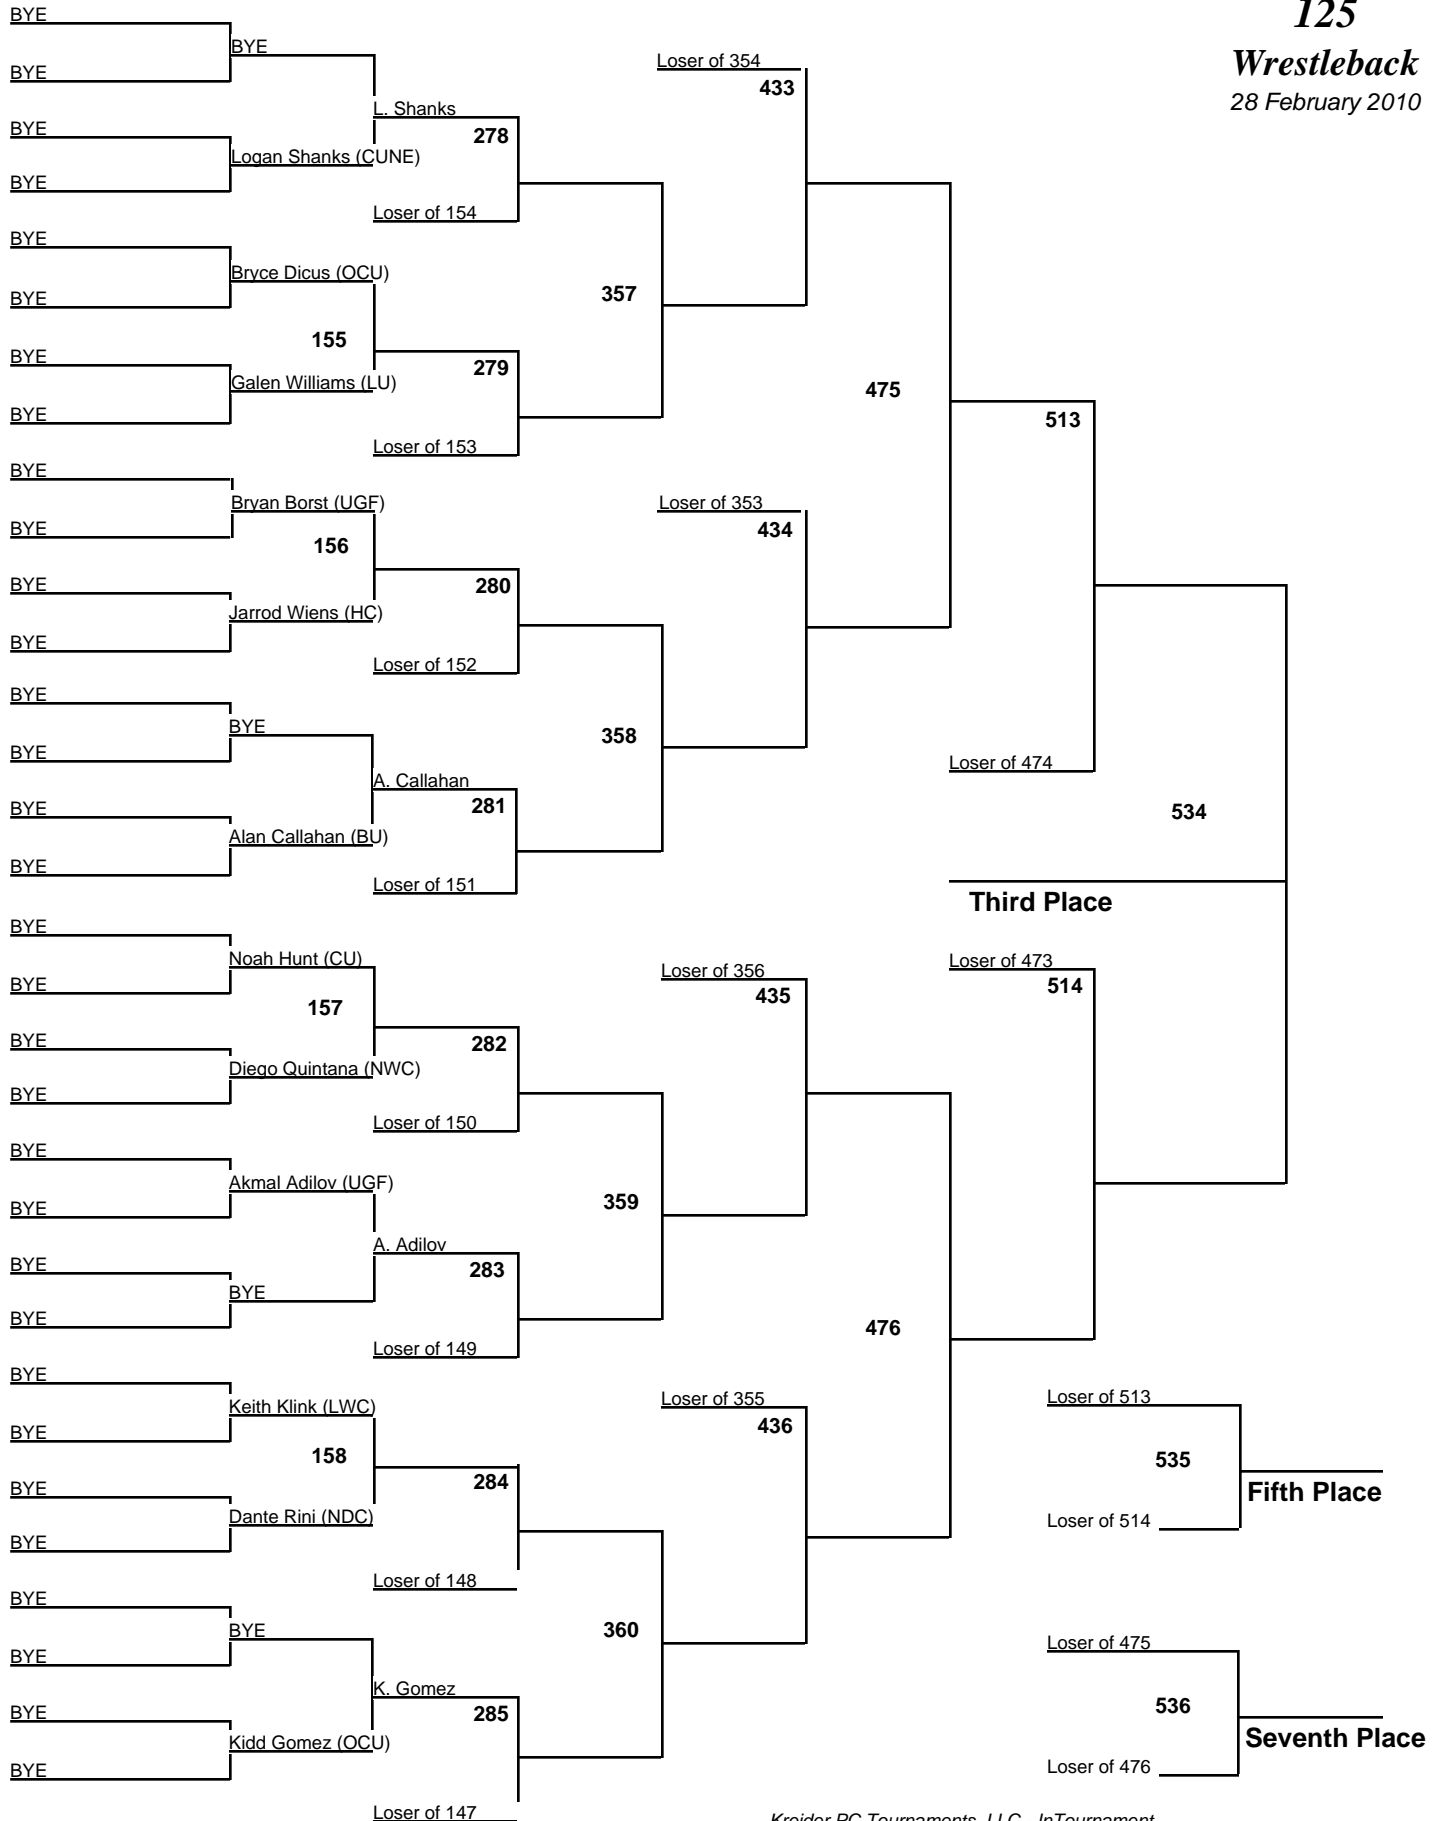 125
Wrestleback
28 February 2010
BYE
BYE
BYE
BYE
BYE
Logan Shanks (CUNE)
L. Shanks
278
Loser of 154
BYE
BYE
BYE
BYE
Bryce Dicus (OCU)
155
Galen Williams (LU)
279
Loser of 153
357
Loser of 354
433
BYE
BYE
BYE
BYE
Bryan Borst (UGF)
156
Jarrod Wiens (HC)
280
Loser of 152
BYE
BYE
BYE
BYE
BYE
Alan Callahan (BU)
A. Callahan
281
Loser of 151
358
Loser of 353
434
475
513
Loser of 474
534
Third Place
BYE
BYE
BYE
BYE
Noah Hunt (CU)
157
Diego Quintana (NWC)
282
Loser of 150
BYE
BYE
BYE
BYE
Akmal Adilov (UGF)
BYE
A. Adilov
283
Loser of 149
359
Loser of 356
435
Loser of 473
514
BYE
BYE
BYE
BYE
Keith Klink (LWC)
158
Dante Rini (NDC)
284
Loser of 148
BYE
BYE
BYE
BYE
BYE
Kidd Gomez (OCU)
K. Gomez
285
Loser of 147
360
Loser of 355
436
476
Loser of 513
535
Loser of 514
Fifth Place
Loser of 475
536
Loser of 476
Seventh Place
Kreider PC Tournaments, LLC - InTournament